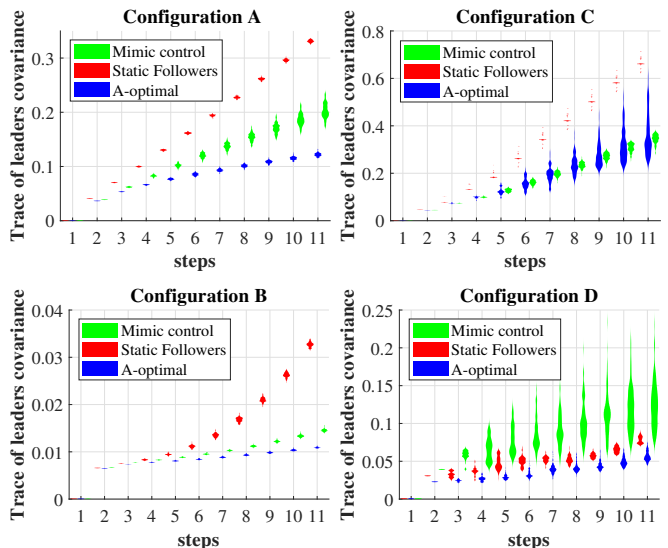 Configuration A
Trace of leaders covariance
0.3
0.2
0.1
0
Mimic control
Static Followers
A-optimal
1 2 3 4 5 6 7 8 9 10 11
steps
Configuration C
Trace of leaders covariance
0.8
0.6
0.4
0.2
0
Mimic control
Static Followers
A-optimal
1 2 3 4 5 6 7 8 9 10 11
steps
Configuration B
Trace of leaders covariance
0.04
0.03
0.02
0.01
0
Mimic control
Static Followers
A-optimal
1 2 3 4 5 6 7 8 9 10 11
steps
Configuration D
Trace of leaders covariance
0.25
0.2
0.15
0.1
0.05
0
Mimic control
Static Followers
A-optimal
1 2 3 4 5 6 7 8 9 10 11
steps